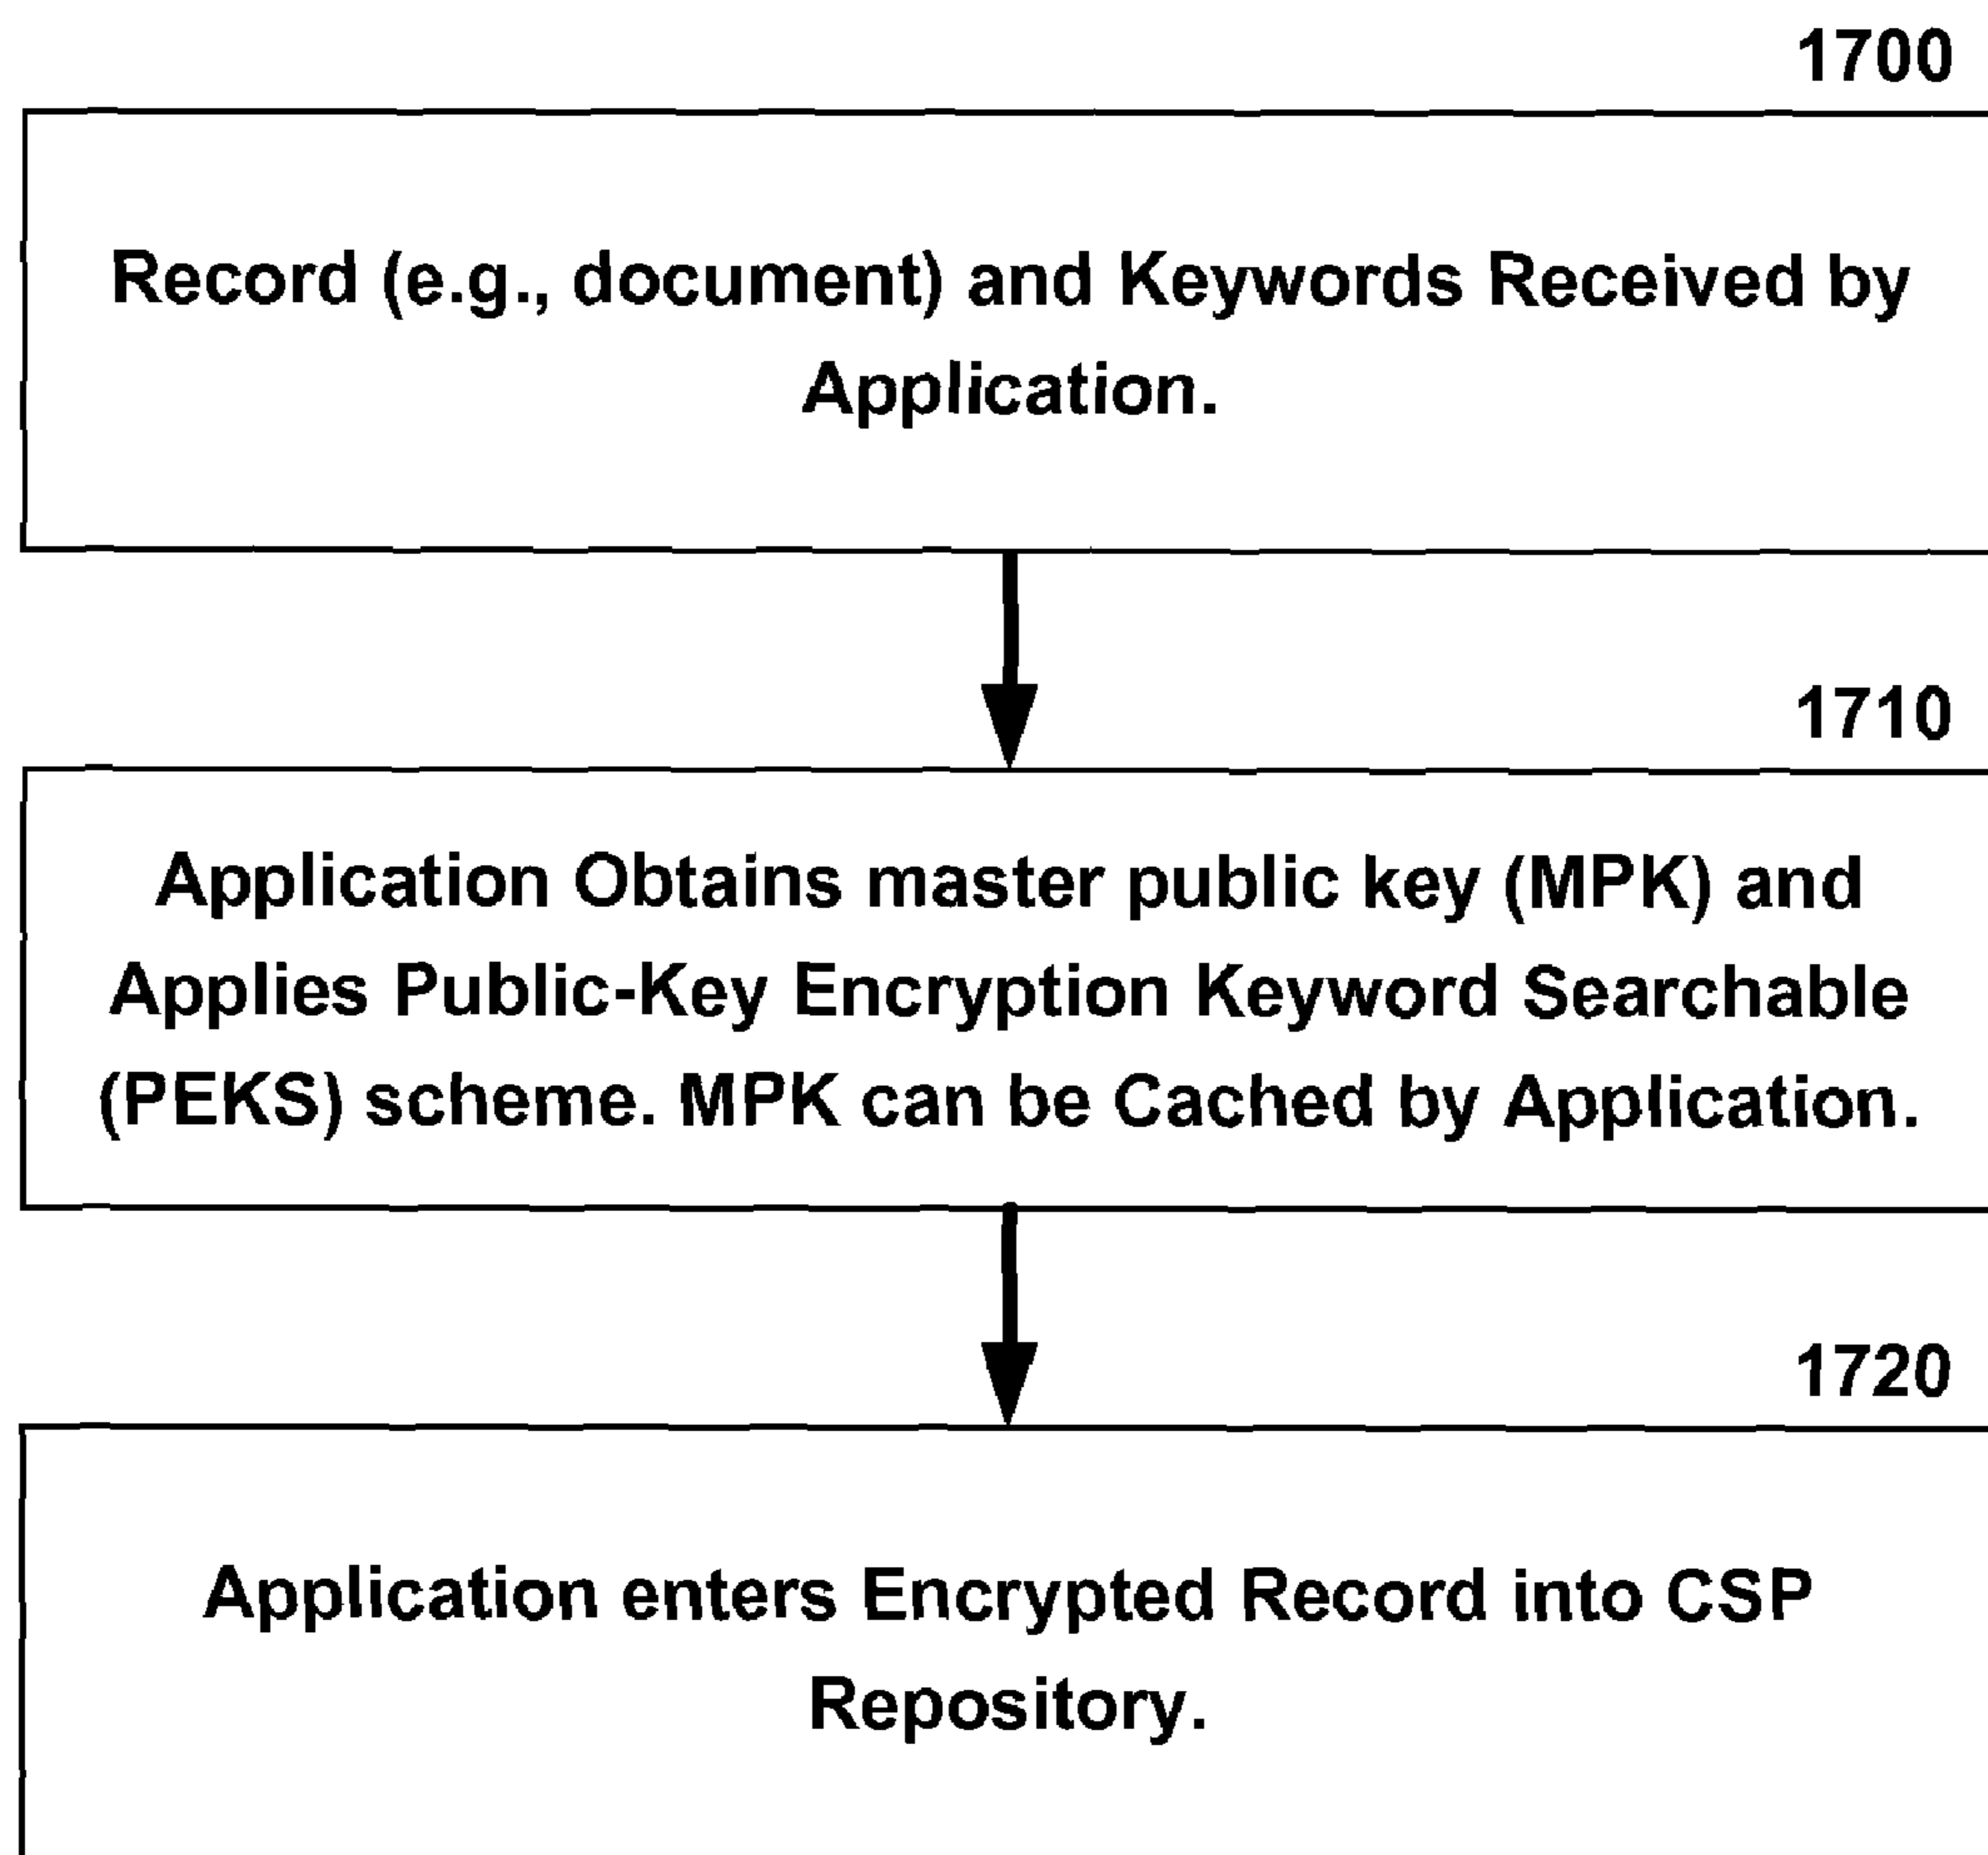 1700
Record (e.g., document) and Keywords Received by
Application.
1710
Application Obtains master public key (MPK) and
Applies Public-Key Encryption Keyword Searchable
(PEKS) scheme. MPK can be Cached by Application.
1720
Application enters Encrypted Record into CSP
Repository.